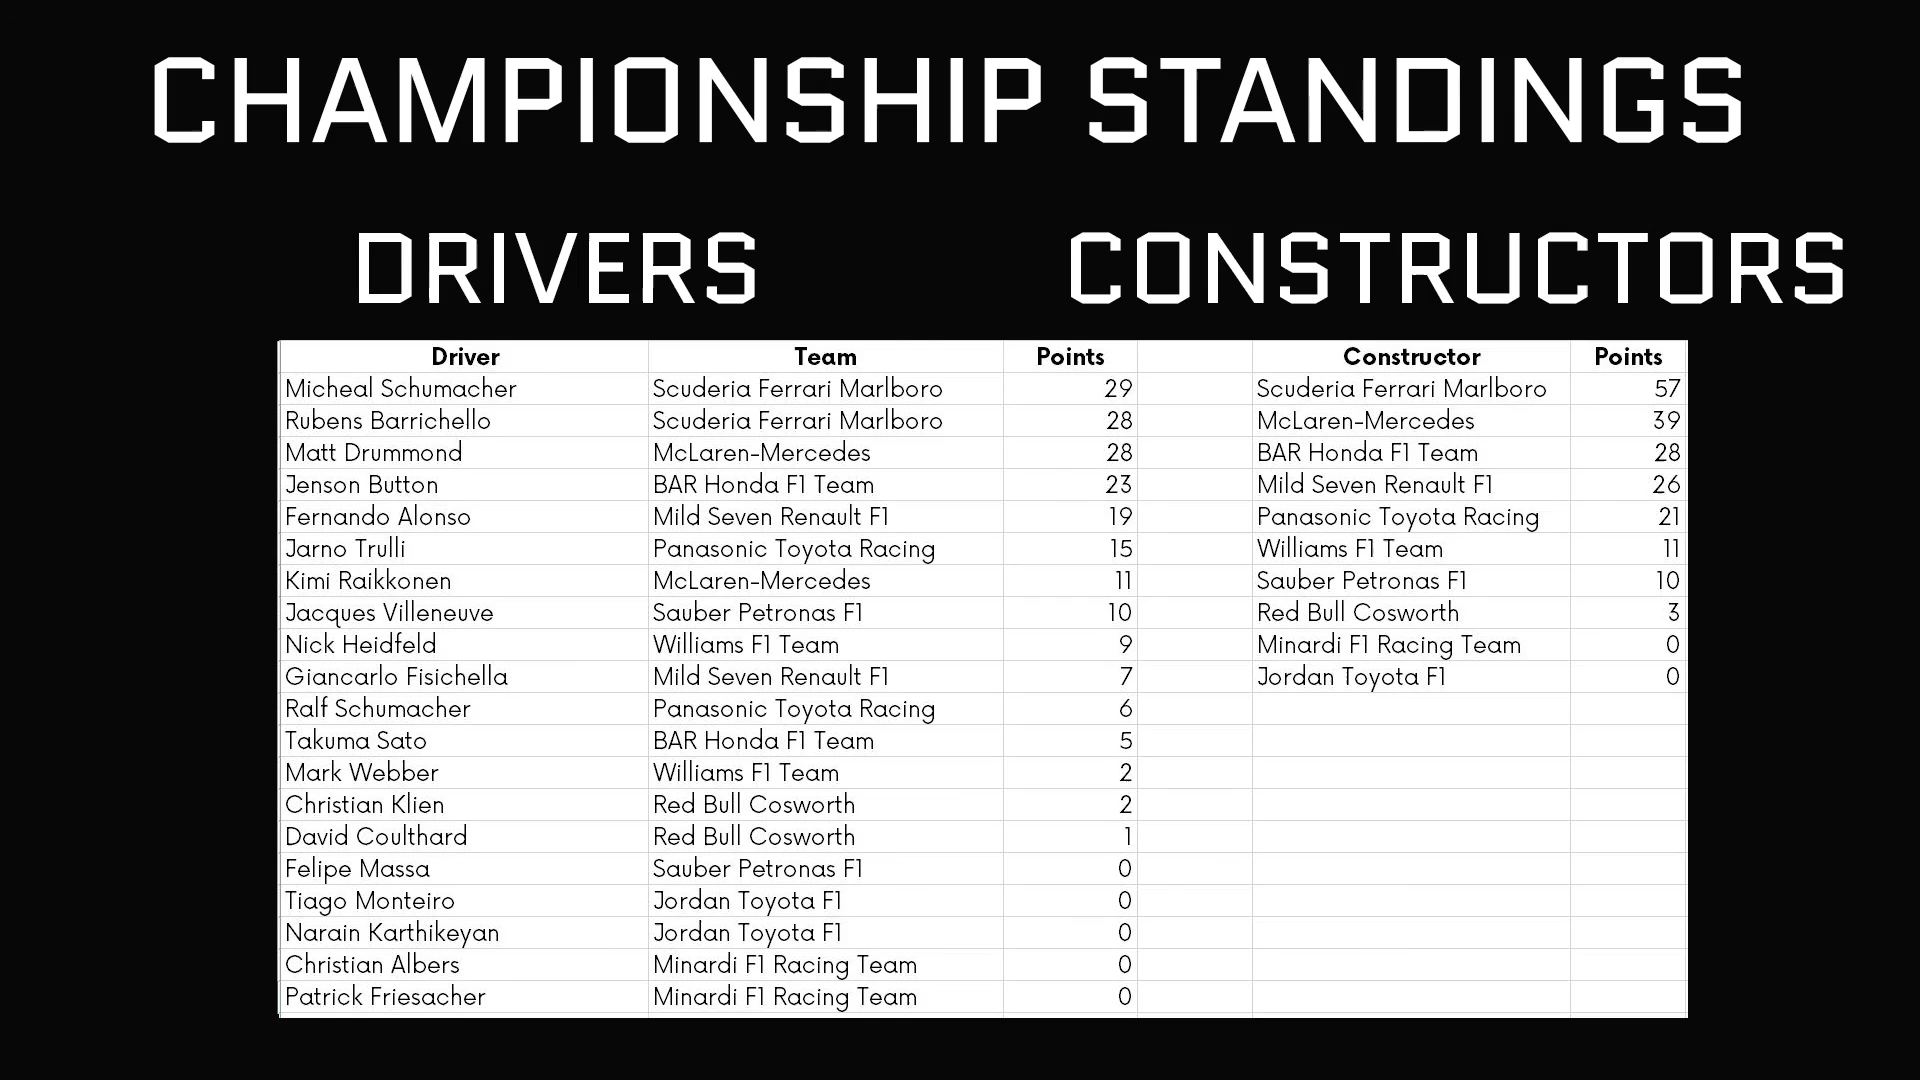 CHAMPIONSHIP STANDINGS
DRIVERS CONSTRUCTORS
Driver Team Points Constructor Points
Micheal Schumacher Scuderia Ferrari Marlboro 29 Scuderia Ferrari Marlboro 57
Rubens Barrichello Scuderia Ferrari Marlboro 28 McLaren-Mercedes 39
Matt Drummond McLaren-Mercedes 28 BAR Honda F1 Team 28
Jenson Button BAR Honda F1 Team 23 Mild Seven Renault F1 26
Fernando Alonso Mild Seven Renault F1 19 Panasonic Toyota Racing 21
Jarno Trulli Panasonic Toyota Racing 15 Williams F1 Team 11
Kimi Raikkonen McLaren-Mercedes 11 Sauber Petronas F1 10
Jacques Villeneuve Sauber Petronas F1 10 Red Bull Cosworth 3
Nick Heidfeld Williams F1 Team 9 Minardi F1 Racing Team 0
Giancarlo Fisichella Mild Seven Renault F1 7 Jordan Toyota F1 0
Ralf Schumacher Panasonic Toyota Racing 6
Takuma Sato BAR Honda F1 Team 5
Mark Webber Williams F1 Team 2
Christian Klien Red Bull Cosworth 2
David Coulthard Red Bull Cosworth 1
Felipe Massa Sauber Petronas F1 0
Tiago Monteiro Jordan Toyota F1 0
Narain Karthikeyan Jordan Toyota F1 0
Christian Albers Minardi F1 Racing Team 0
Patrick Friesacher Minardi F1 Racing Team 0